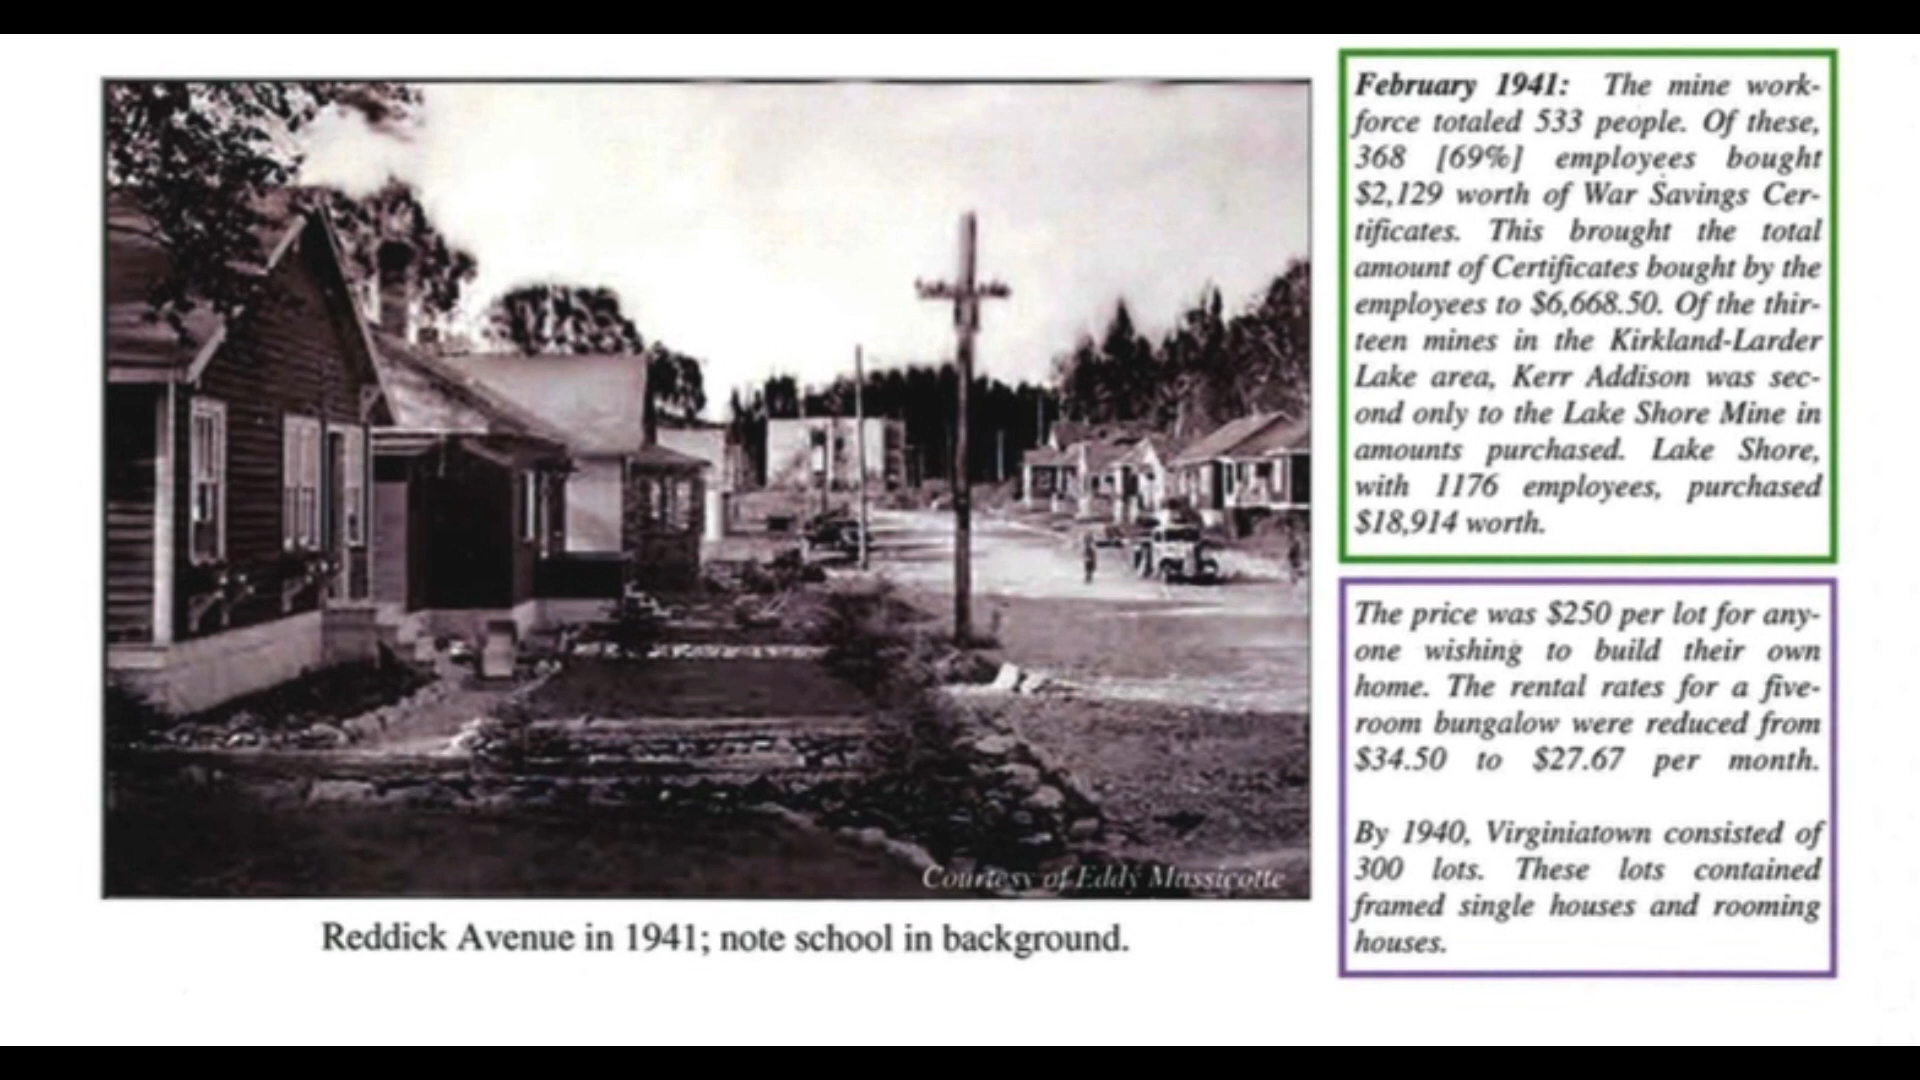 February 1941: The mine work-
force totaled 533 people. Of these,
368 [69%] employees bought
$2,129 worth of War Savings Cer-
tificates. This brought the total
amount of Certificates bought by the
employees to $6,668.50. Of the thir-
teen mines in the Kirkland-Larder
Lake area, Kerr Addison was sec-
ond only to the Lake Shore Mine in
amounts purchased. Lake Shore,
with 1176 employees, purchased
$18,914 worth.
The price was $250 per lot for any-
one wishing to build their own
home. The rental rates for a five-
room bungalow were reduced from
$34.50 to $27.67 per month.
By 1940, Virginiatown consisted of
300 lots. These lots contained
framed single houses and rooming
houses.
Courtesy of Eddy Massicotte
Reddick Avenue in 1941; note school in background.